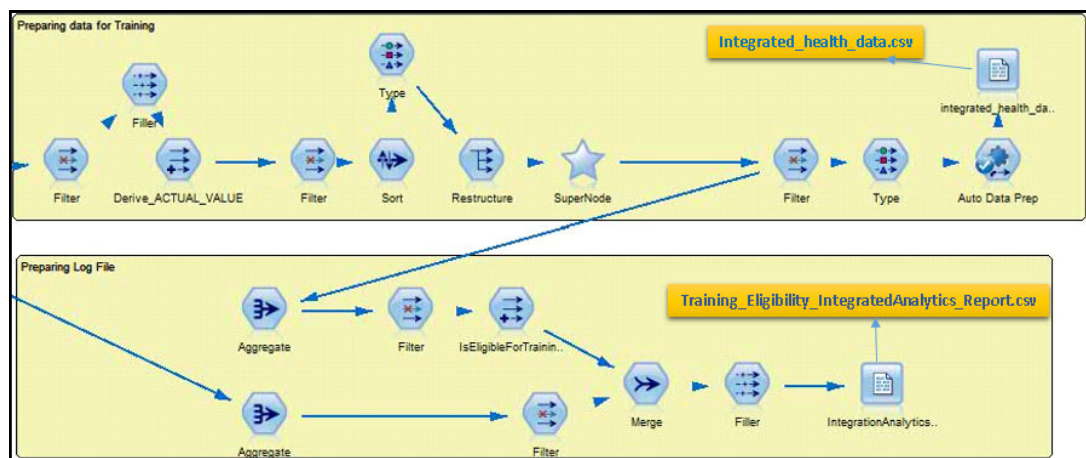 Preparing data for Training
Integrated_health_data.csv
Type
Filler
integrated_health_da..
Filter
Derive_ACTUAL_VALUE
Filter
Sort
Restructure
SuperNode
Filter
Type
Auto Data Prep
Preparing Log File
Training_Eligibility_IntegratedAnalytics_Report.csv
Aggregate
Filter
IsEligibleForTrainin..
Merge
Filler
IntegrationAnalytics..
Aggregate
Filter